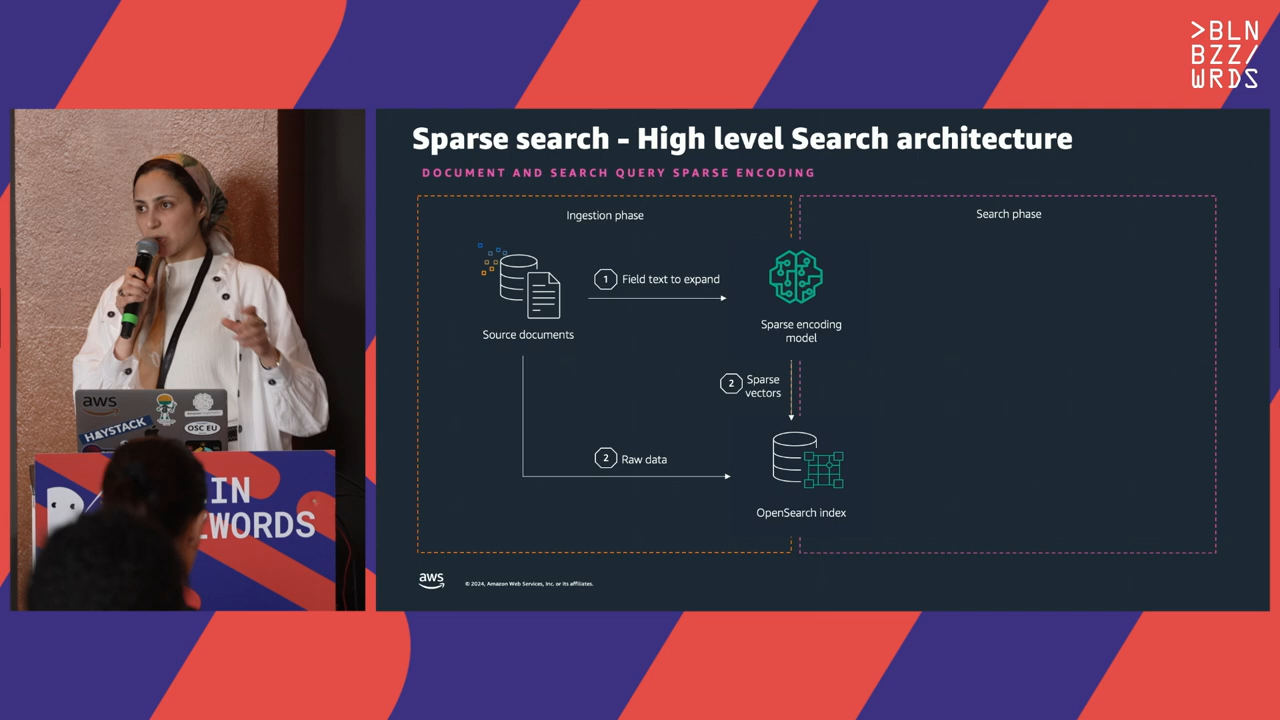 >BLN
BZZ/
WRDS
Sparse search - High level Search architecture
DOCUMENT AND SEARCH QUERY SPARSE ENCODING
Ingestion phase
Search phase
1 Field text to expand
Source documents
Sparse encoding
model
2 Sparse
vectors
2 Raw data
OpenSearch index
aws
© 2024, Amazon Web Services, Inc. or its affiliates.
aws
HAYSTACK
OSC EU
LIN
ZWORDS